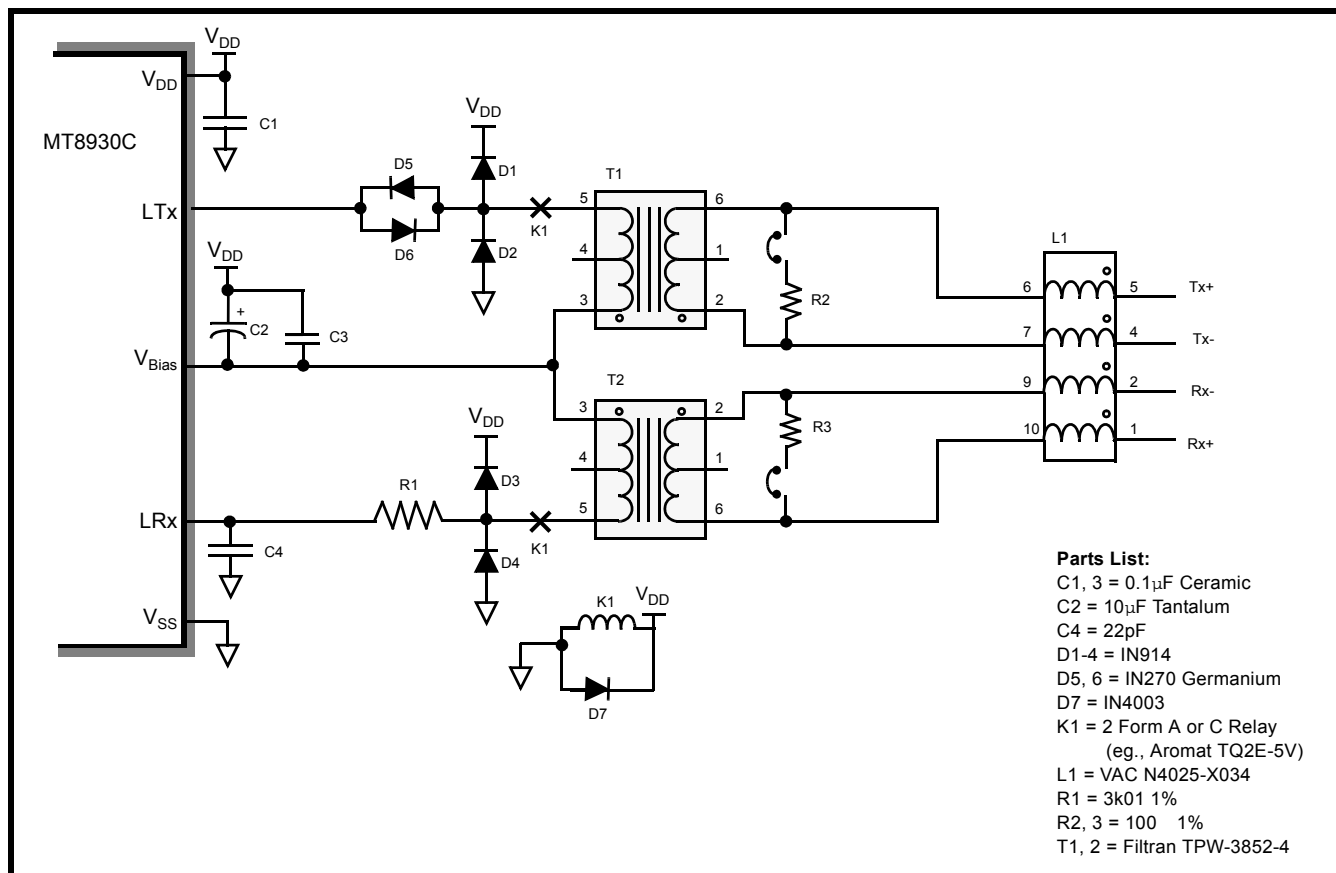 VDD
VDD
C1
MT8930C
VDD
D5
D1
T1
5
6
LTx
K1
D6
D2
4
1
L1
VDD
3
2
R2
6
5
Tx+
+
C2
C3
7
4
Tx-
VBias
T2
9
2
Rx-
3
2
VDD
R3
10
1
Rx+
4
1
R1
D3
LRx
5
6
K1
C4
D4
VSS
K1
VDD
D7
Parts List:
C1, 3 = 0.1μF Ceramic
C2 = 10μF Tantalum
C4 = 22pF
D1-4 = IN914
D5, 6 = IN270 Germanium
D7 = IN4003
K1 = 2 Form A or C Relay
(eg., Aromat TQ2E-5V)
L1 = VAC N4025-X034
R1 = 3k01 1%
R2, 3 = 100 1%
T1, 2 = Filtran TPW-3852-4